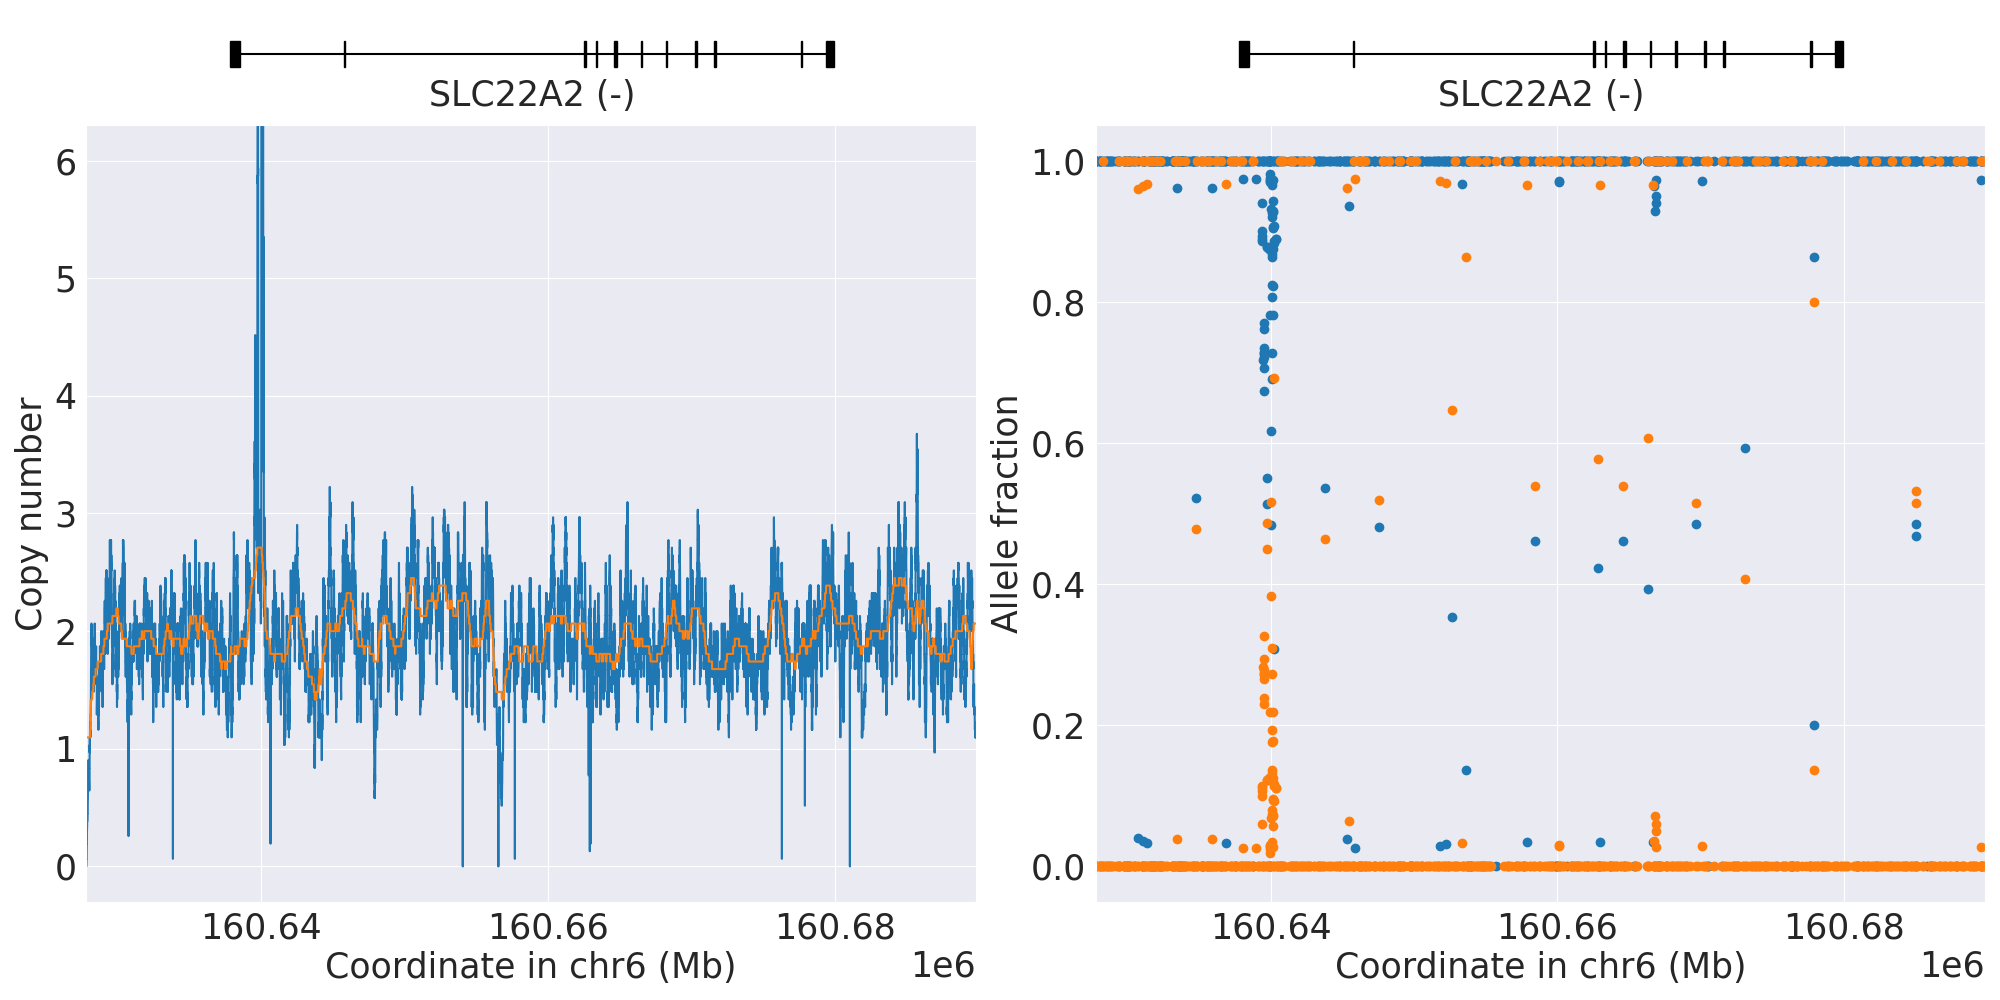 SLC22A2 (-)
6
5
4
3
2
1
0
Copy number
160.64
160.66
160.68
Coordinate in chr6 (Mb)
1e6
SLC22A2 (-)
1.0
0.8
0.6
0.4
0.2
0.0
Allele fraction
160.64
160.66
160.68
Coordinate in chr6 (Mb)
1e6